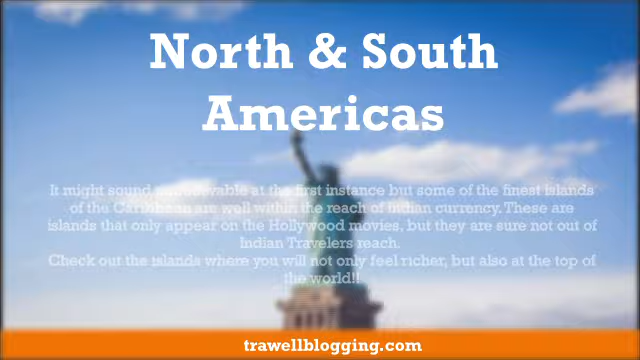 North & South
Americas
It might sound unbelievable at the first instance but some of the finest islands
of the Caribbean are well within the reach of Indian currency. These are
islands that only appear on the Hollywood movies, but they are sure not out of
Indian Travelers reach.
Check out the islands where you will not only feel richer, but also at the top of
the world!!
trawellblogging.com